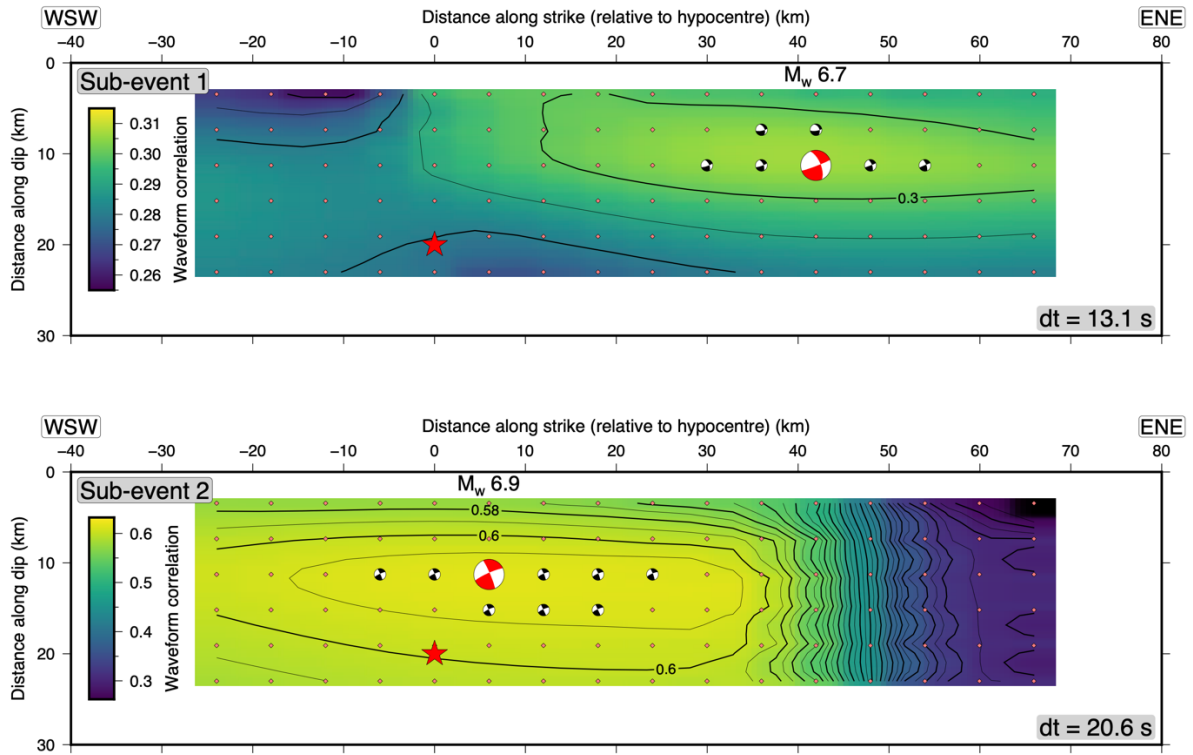 WSW Distance along strike (relative to hypocentre) (km) ENE
−40 −30 −20 −10 0 10 20 30 40 50 60 70 80
Sub-event 1
M_w 6.7
Distance along dip (km)
0
10
20
30
0.31
0.30
0.29
0.28
0.27
0.26
Waveform correlation
0.3
dt = 13.1 s
WSW Distance along strike (relative to hypocentre) (km) ENE
−40 −30 −20 −10 0 10 20 30 40 50 60 70 80
Sub-event 2
M_w 6.9
Distance along dip (km)
0
10
20
30
0.6
0.5
0.4
0.3
Waveform correlation
0.58
0.6
0.6
dt = 20.6 s